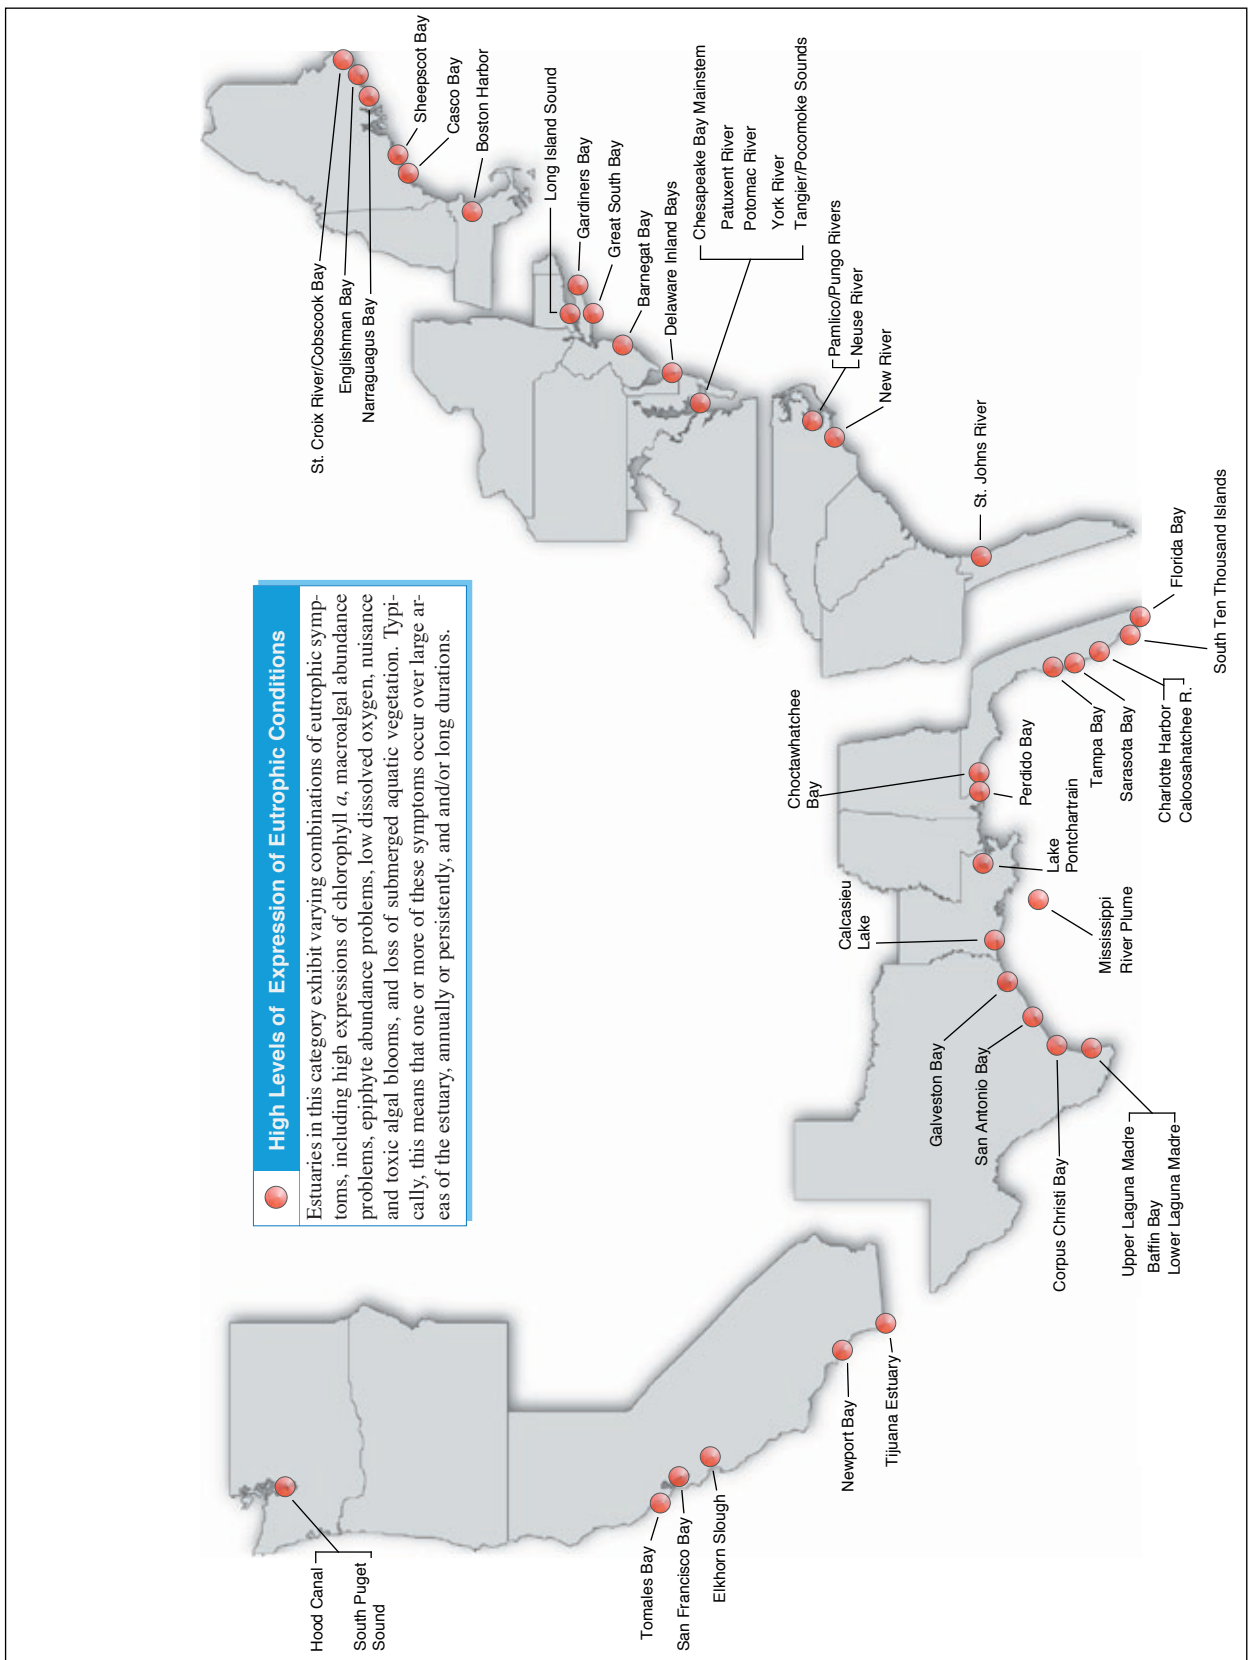 High Levels of Expression of Eutrophic Conditions
Estuaries in this category exhibit varying combinations of eutrophic symp-
toms, including high expressions of chlorophyll a, macroalgal abundance
problems, epiphyte abundance problems, low dissolved oxygen, nuisance
and toxic algal blooms, and loss of submerged aquatic vegetation. Typi-
cally, this means that one or more of these symptoms occur over large ar-
eas of the estuary, annually or persistently, and and/or long durations.
Hood Canal
South Puget
Sound
Tomales Bay
San Francisco Bay
Elkhorn Slough
Newport Bay
Tijuana Estuary
Upper Laguna Madre
Baffin Bay
Lower Laguna Madre
Corpus Christi Bay
San Antonio Bay
Galveston Bay
Calcasieu
Lake
Mississippi
River Plume
Lake
Pontchartrain
Perdido Bay
Choctawhatchee
Bay
Tampa Bay
Sarasota Bay
Charlotte Harbor
Caloosahatchee R.
South Ten Thousand Islands
Florida Bay
St. Johns River
New River
Neuse River
Pamlico/Pungo Rivers
Chesapeake Bay Mainstem
Patuxent River
Potomac River
York River
Tangier/Pocomoke Sounds
Delaware Inland Bays
Barnegat Bay
Great South Bay
Gardiners Bay
Long Island Sound
Boston Harbor
Casco Bay
Sheepscot Bay
Narraguagus Bay
Englishman Bay
St. Croix River/Cobscook Bay